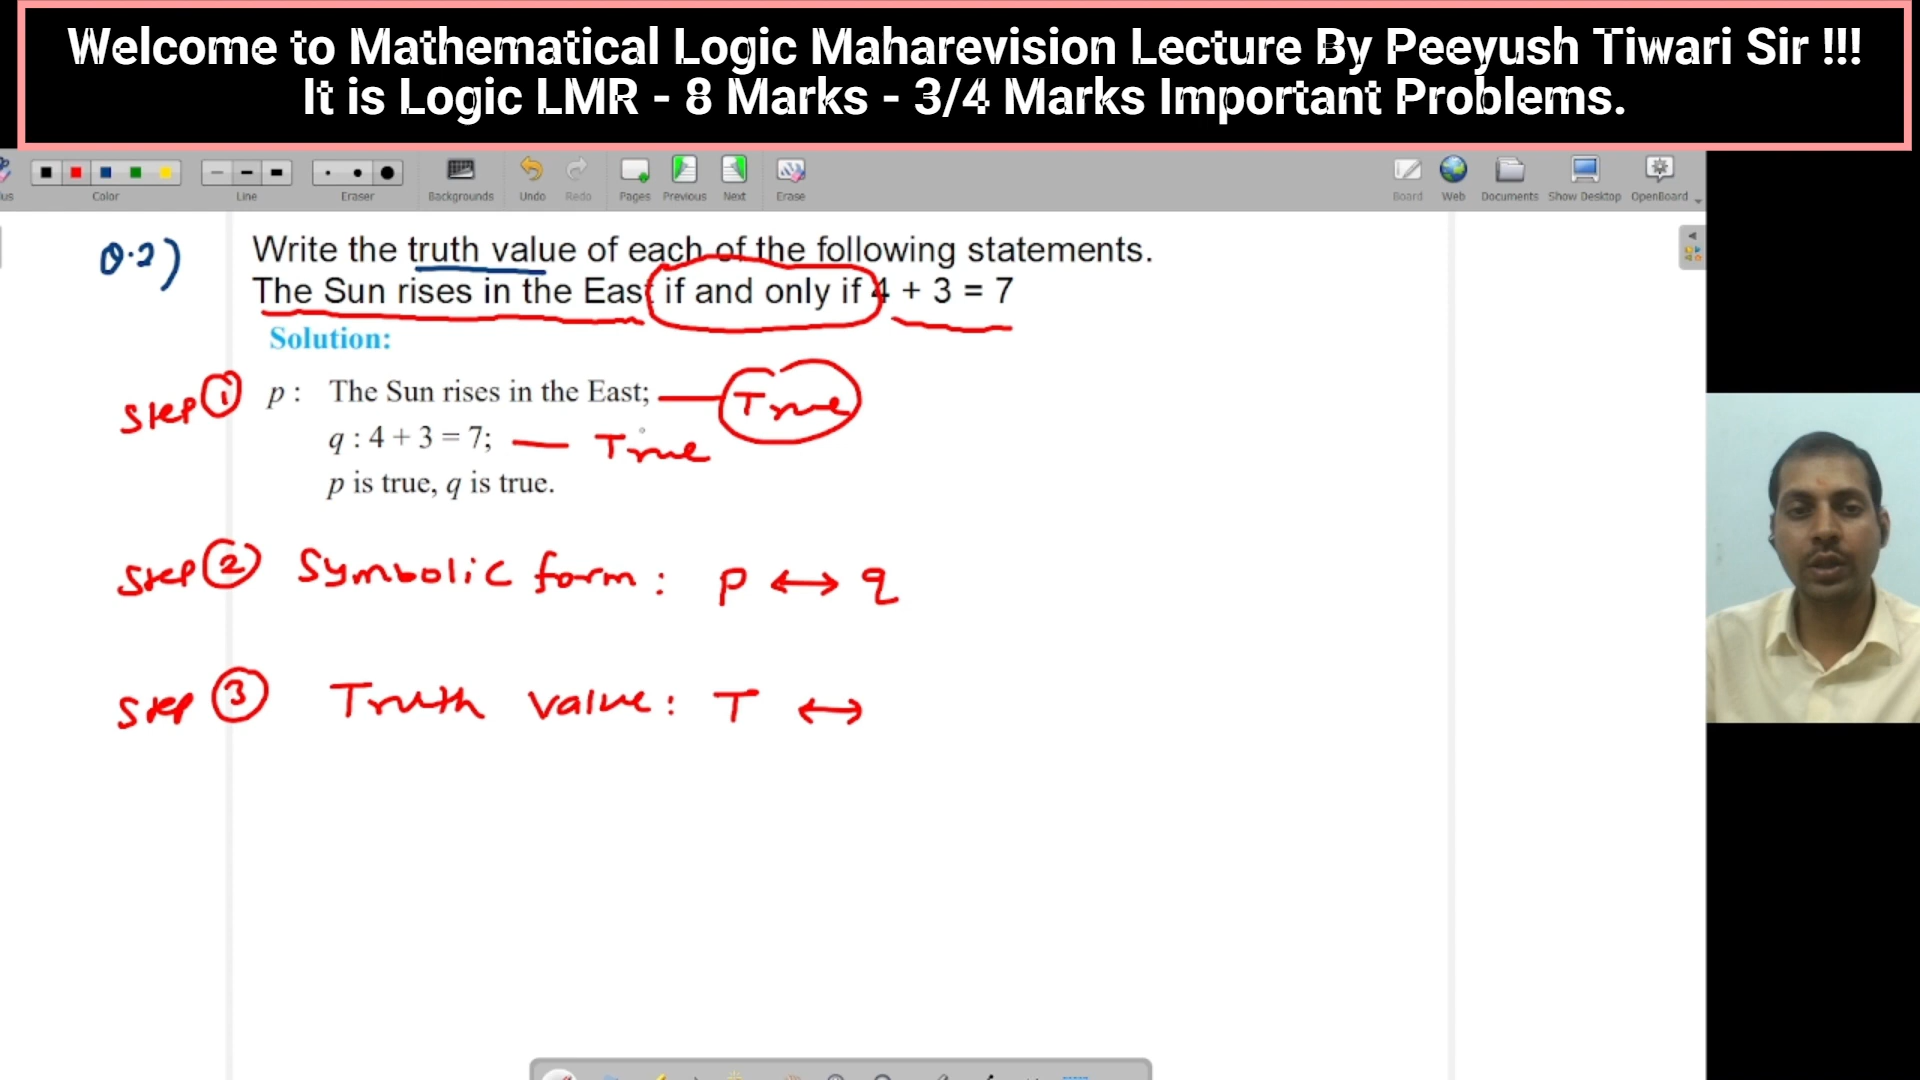 Welcome to Mathematical Logic Maharevision Lecture By Peeyush Tiwari Sir !!!
It is Logic LMR - 8 Marks - 3/4 Marks Important Problems.
Color Line Eraser Backgrounds Undo Redo Pages Previous Next Erase Board Web Documents Show Desktop OpenBoard
Q.2) Write the truth value of each of the following statements.
The Sun rises in the East if and only if 4 + 3 = 7
Solution:
Step ① p : The Sun rises in the East; — True
q : 4 + 3 = 7; — True
p is true, q is true.
Step ② Symbolic form : p ↔ q
Step ③ Truth value : T ↔